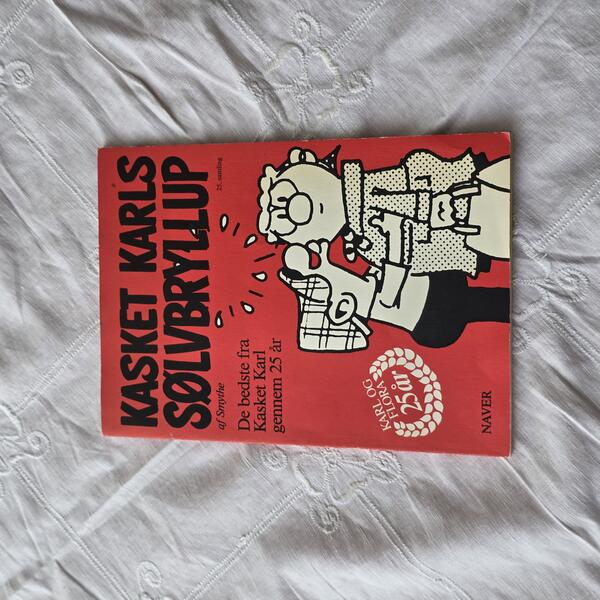 KASKET KARLS
SØLVBRYLLUP
af Smythe
25. samling
De bedste fra
Kasket Karl
gennem 25 år
KARL OG
FLORA
25 år
NAVER